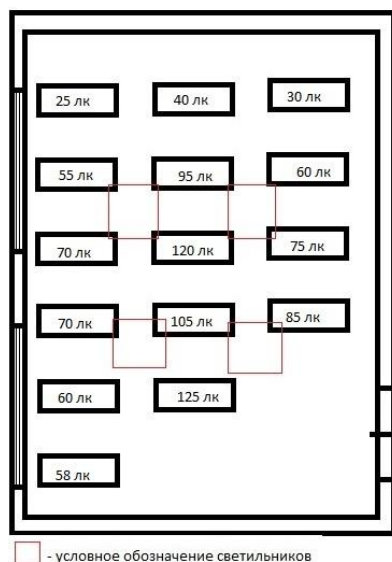 25 лк 40 лк 30 лк
55 лк 95 лк 60 лк
70 лк 120 лк 75 лк
70 лк 105 лк 85 лк
60 лк 125 лк
58 лк
- условное обозначение светильников